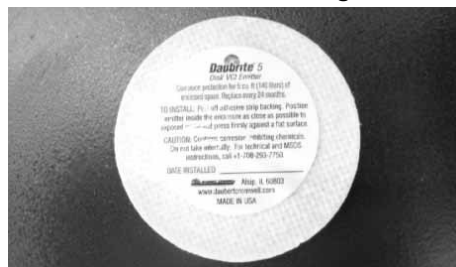 Daubrite 5
Disk VCI Emitter
Corrosion protection for 5 cu. ft (140 liters) of
enclosed space. Replace every 24 months.
TO INSTALL: off adhesive strip backing. Position
emitter inside the enclosure as close as possible to
exposed and press firmly against a flat surface.
CAUTION: Contains corrosion inhibiting chemicals.
Do not take internally. For technical and MSDS
instructions, call +1-708-293-7750
DATE INSTALLED
Alsip, IL 60803
www.daubertcromwell.com
MADE IN USA